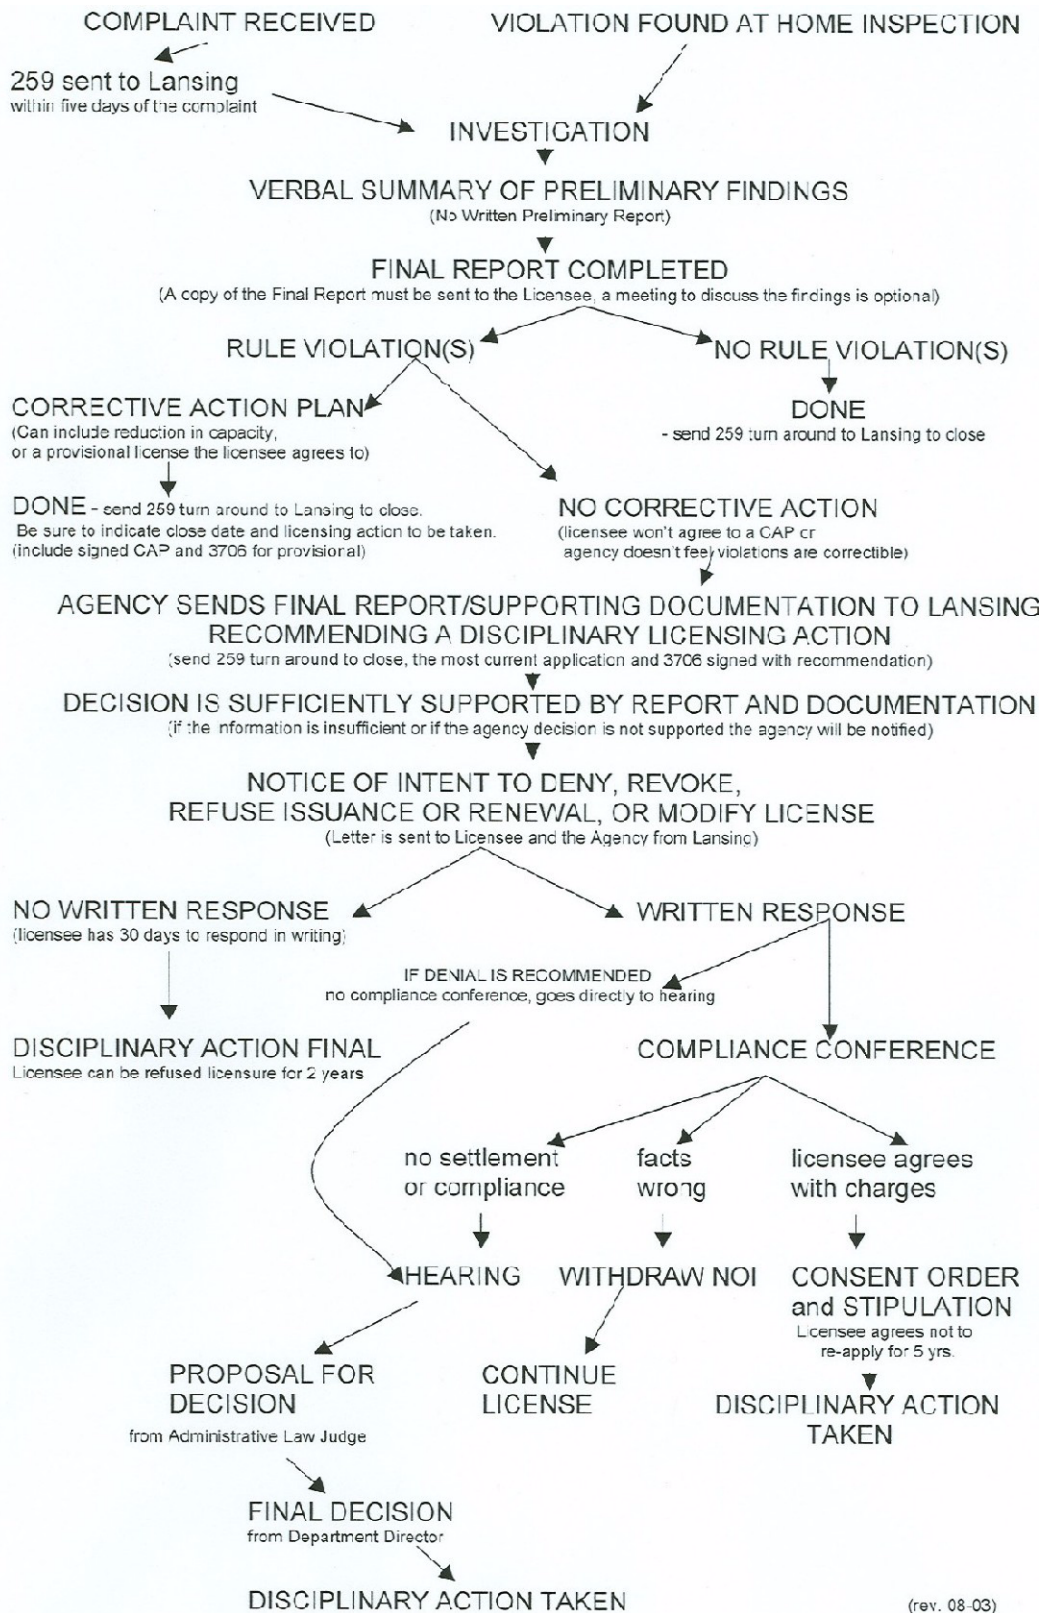 COMPLAINT RECEIVED
VIOLATION FOUND AT HOME INSPECTION
259 sent to Lansing
within five days of the complaint
INVESTIGATION
VERBAL SUMMARY OF PRELIMINARY FINDINGS
(No Written Preliminary Report)
FINAL REPORT COMPLETED
(A copy of the Final Report must be sent to the Licensee, a meeting to discuss the findings is optional)
RULE VIOLATION(S)
NO RULE VIOLATION(S)
CORRECTIVE ACTION PLAN
(Can include reduction in capacity,
or a provisional license the licensee agrees to)
DONE
- send 259 turn around to Lansing to close
DONE - send 259 turn around to Lansing to close.
Be sure to indicate close date and licensing action to be taken.
(include signed CAP and 3706 for provisional)
NO CORRECTIVE ACTION
(licensee won't agree to a CAP or
agency doesn't feel violations are correctible)
AGENCY SENDS FINAL REPORT/SUPPORTING DOCUMENTATION TO LANSING
RECOMMENDING A DISCIPLINARY LICENSING ACTION
(send 259 turn around to close, the most current application and 3706 signed with recommendation)
DECISION IS SUFFICIENTLY SUPPORTED BY REPORT AND DOCUMENTATION
(if the information is insufficient or if the agency decision is not supported the agency will be notified)
NOTICE OF INTENT TO DENY, REVOKE,
REFUSE ISSUANCE OR RENEWAL, OR MODIFY LICENSE
(Letter is sent to Licensee and the Agency from Lansing)
NO WRITTEN RESPONSE
(licensee has 30 days to respond in writing)
WRITTEN RESPONSE
IF DENIAL IS RECOMMENDED
no compliance conference, goes directly to hearing
DISCIPLINARY ACTION FINAL
Licensee can be refused licensure for 2 years
COMPLIANCE CONFERENCE
no settlement
or compliance
facts
wrong
licensee agrees
with charges
HEARING
WITHDRAW NOI
CONSENT ORDER
and STIPULATION
Licensee agrees not to
re-apply for 5 yrs.
PROPOSAL FOR
DECISION
from Administrative Law Judge
CONTINUE
LICENSE
DISCIPLINARY ACTION
TAKEN
FINAL DECISION
from Department Director
DISCIPLINARY ACTION TAKEN
(rev. 08-03)